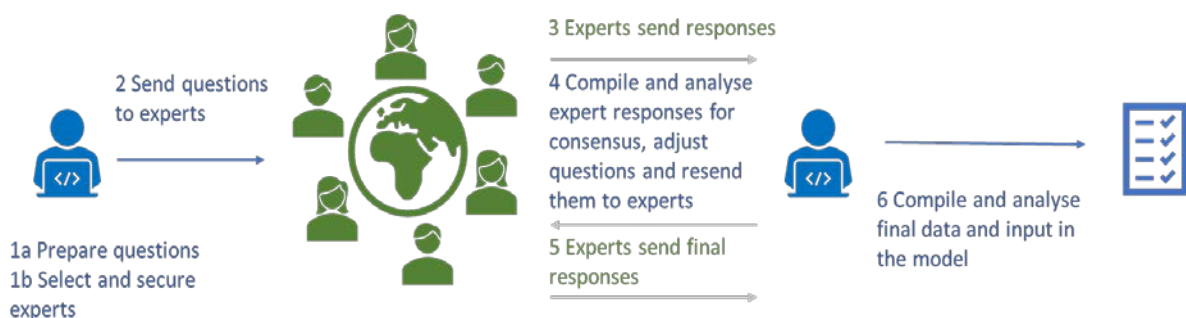 2 Send questions
to experts
</>
1a Prepare questions
1b Select and secure
experts
3 Experts send responses
4 Compile and analyse
expert responses for
consensus, adjust
questions and resend
them to experts
5 Experts send final
responses
</>
6 Compile and analyse
final data and input in
the model